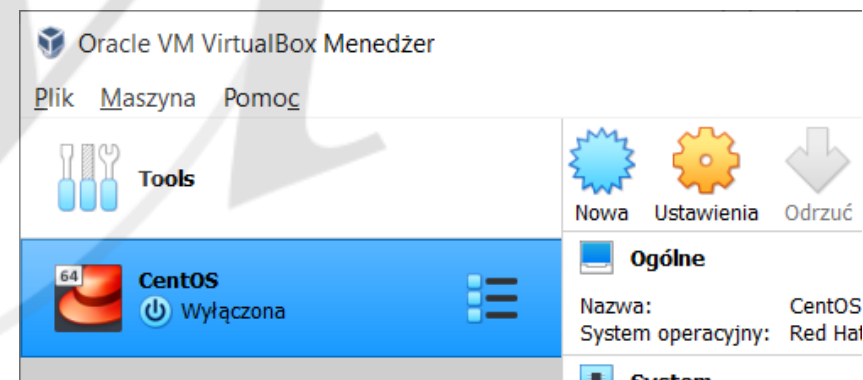 Oracle VM VirtualBox Menedżer
Plik Maszyna Pomoc
Tools
Nowa Ustawienia Odrzuć
64
CentOS
Wyłączona
Ogólne
Nazwa: CentOS
System operacyjny: Red Hat
System